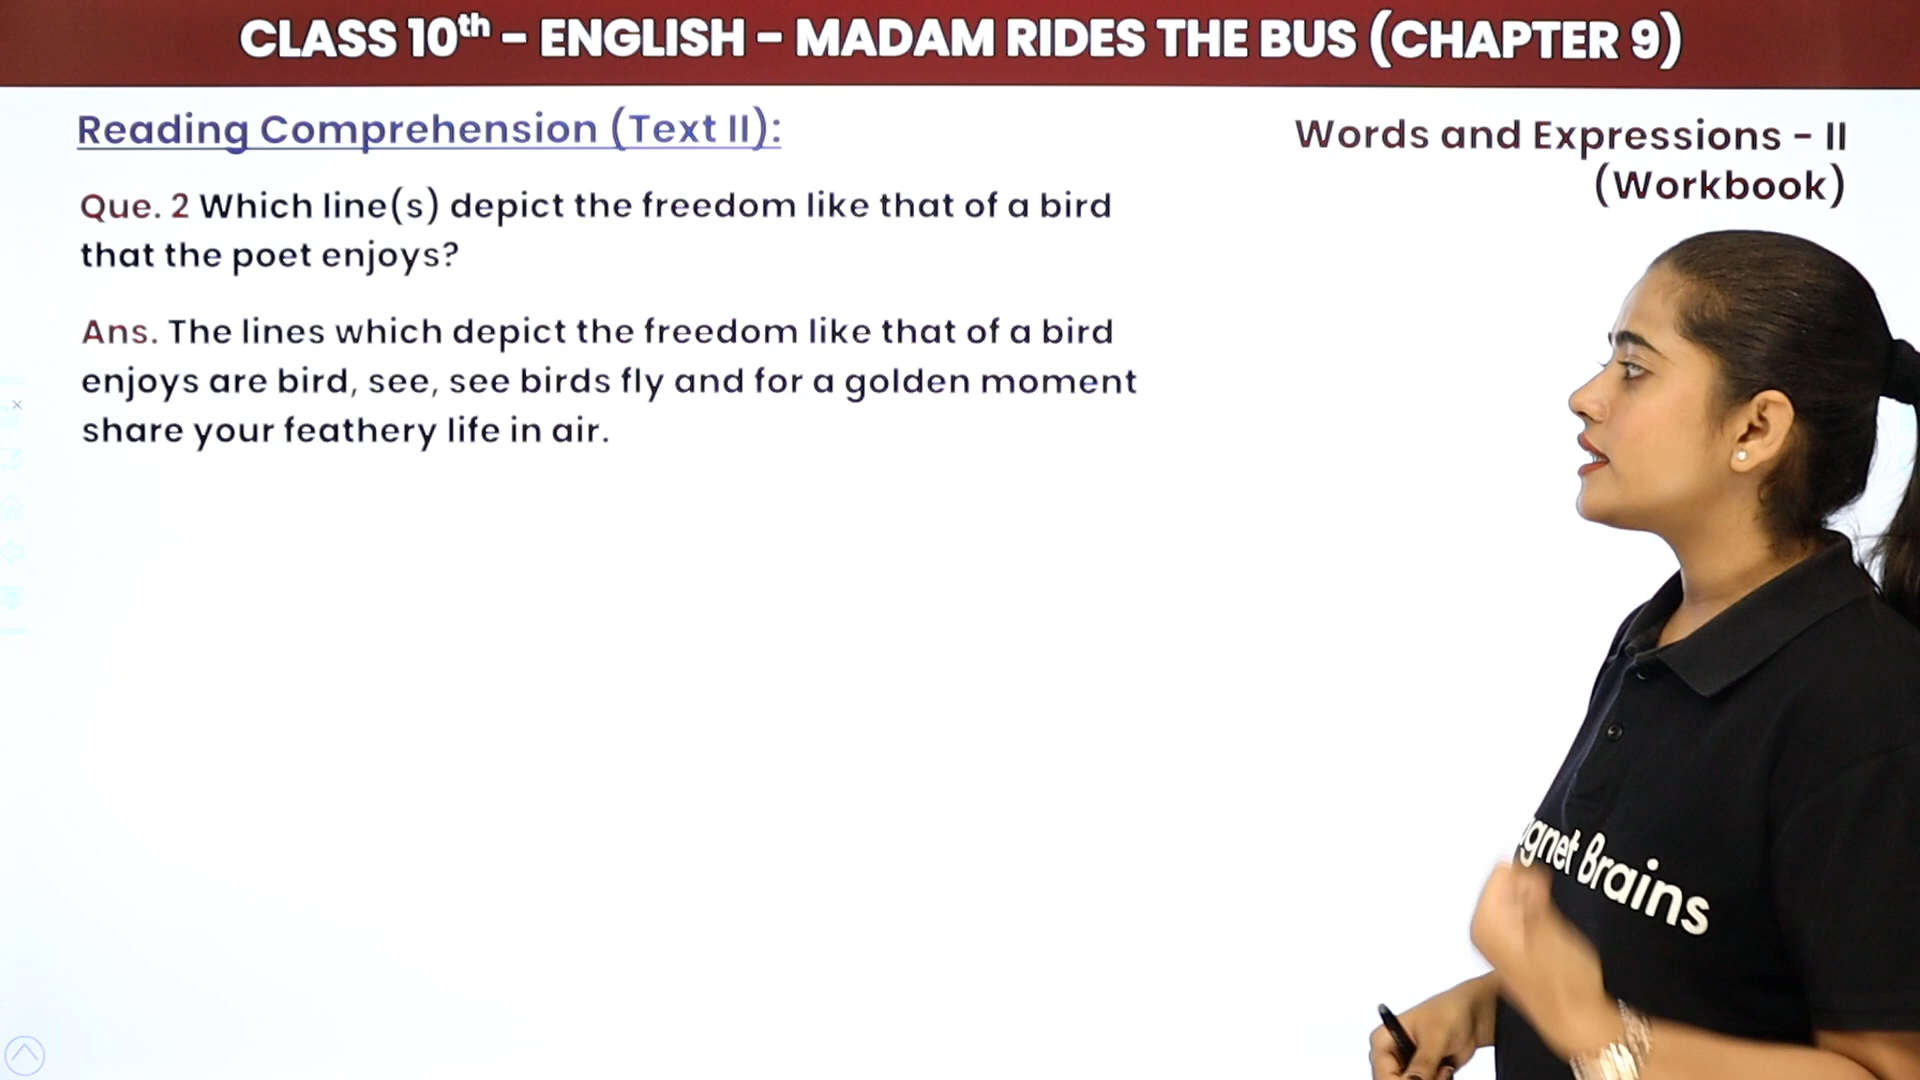 CLASS 10th - ENGLISH - MADAM RIDES THE BUS (CHAPTER 9)
Reading Comprehension (Text II):
Words and Expressions - II
(Workbook)
Que. 2 Which line(s) depict the freedom like that of a bird
that the poet enjoys?
Ans. The lines which depict the freedom like that of a bird
enjoys are bird, see, see birds fly and for a golden moment
share your feathery life in air.
gnet Brains